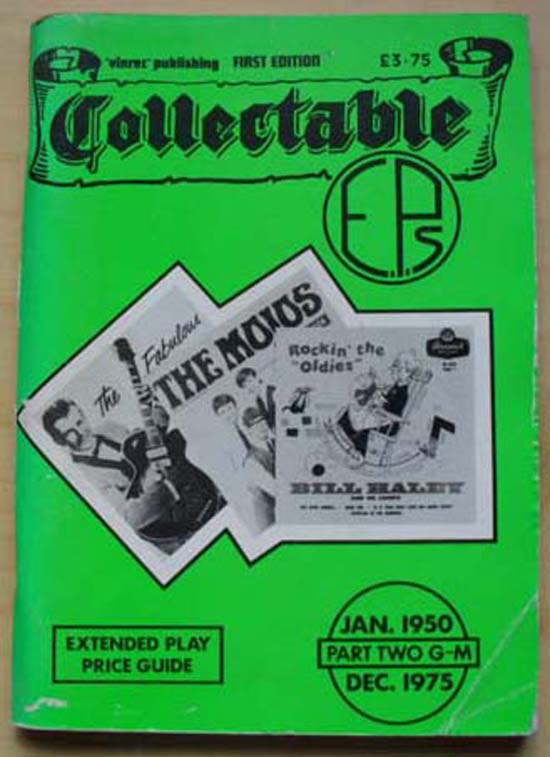 'vinrec' publishing FIRST EDITION £3·75
Collectable
E.P.s
The Fabulous
THE MOJOS
Rockin' the
"Oldies"
BILL HALEY
EXTENDED PLAY
PRICE GUIDE
JAN. 1950
PART TWO G-M
DEC. 1975